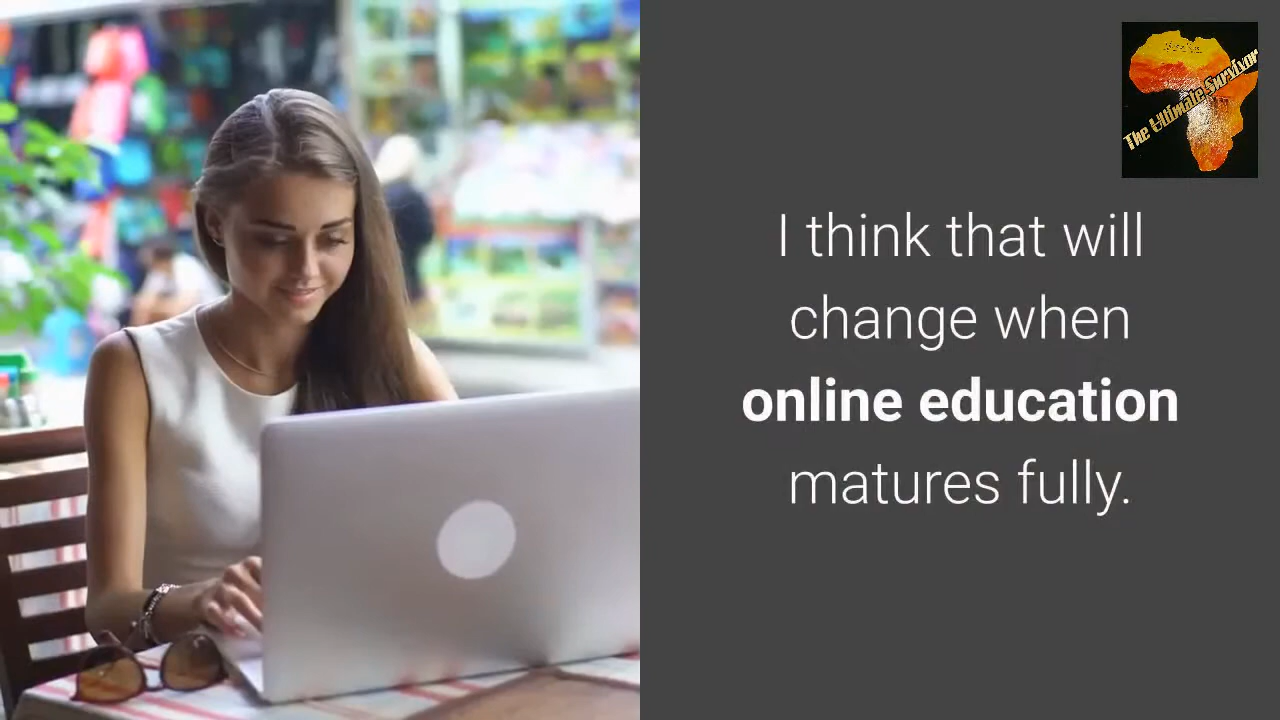 The Ultimate Survivor
I think that will
change when
online education
matures fully.